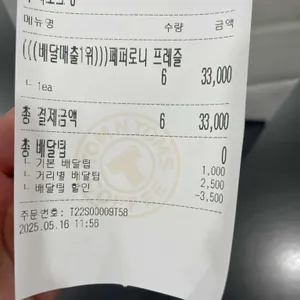 메뉴명 수량 금액
(((배달매출1위)))페퍼로니 프레즐
6 33,000
└ 1ea
총 결제금액 6 33,000
총 배달팁 0
└ 기본 배달팁 1,000
└ 거리별 배달팁 2,500
└ 배달팁 할인 -3,500
주문번호: T22S00009T58
2025.05.16 11:56